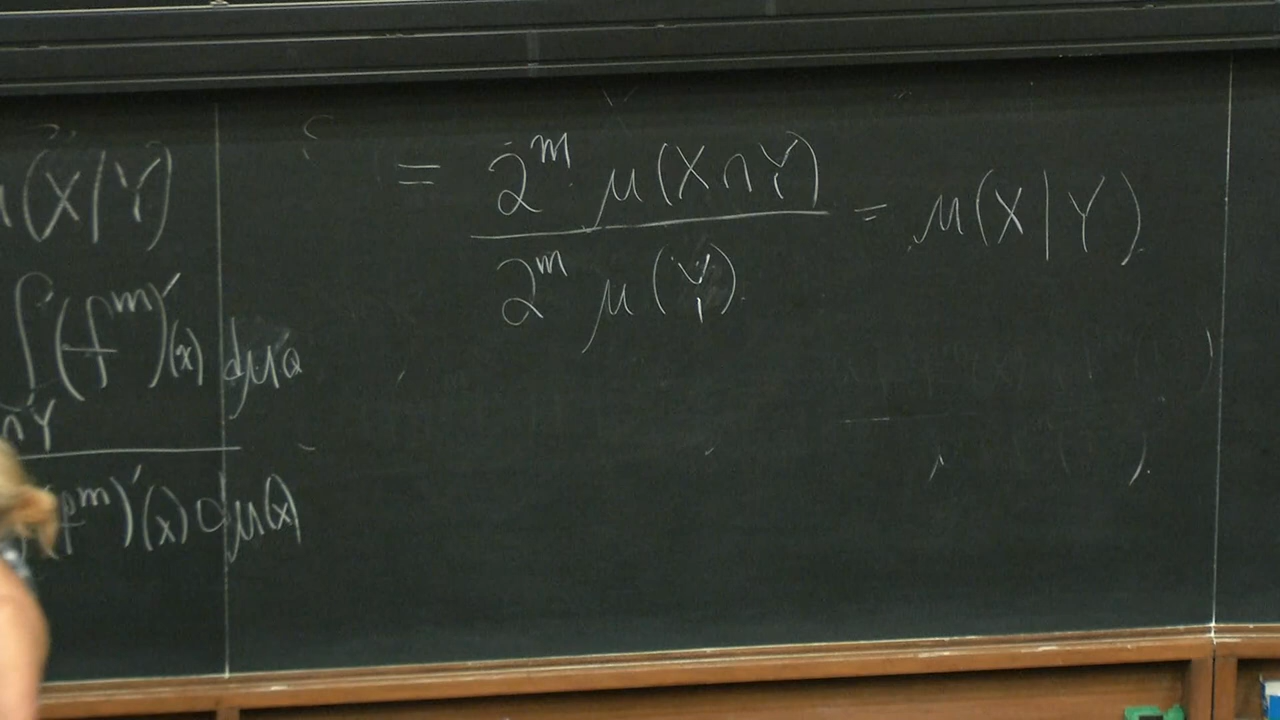 μ(X|Y)
∫(f^m)'(x) dμ(x)
∩Y
(f^m)'(x) dμ(x)
= 2^m μ(X∩Y) = μ(X|Y)
2^m μ(Y)